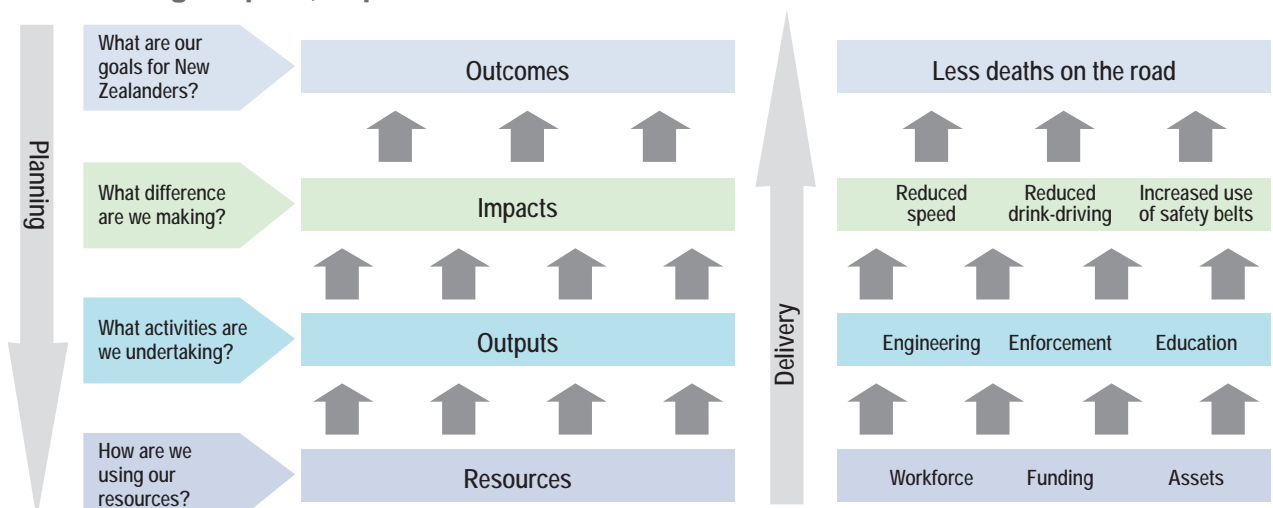 Planning
What are our
goals for New
Zealanders?
Outcomes
What difference
are we making?
Impacts
What activities are
we undertaking?
Outputs
How are we
using our
resources?
Resources
Delivery
Less deaths on the road
Reduced
speed
Reduced
drink-driving
Increased use
of safety belts
Engineering
Enforcement
Education
Workforce
Funding
Assets